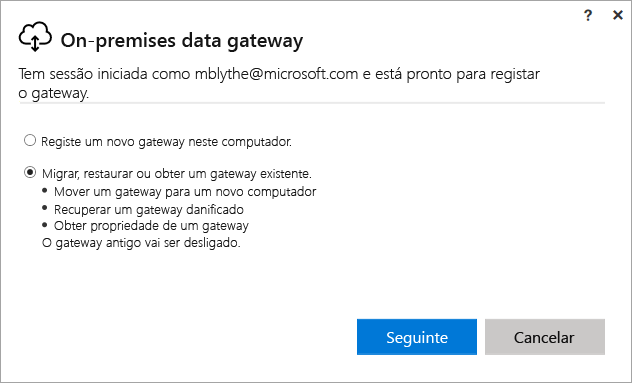 ? ×
On-premises data gateway
Tem sessão iniciada como mblythe@microsoft.com e está pronto para registar
o gateway.
Registe um novo gateway neste computador.
Migrar, restaurar ou obter um gateway existente.
• Mover um gateway para um novo computador
• Recuperar um gateway danificado
• Obter propriedade de um gateway
O gateway antigo vai ser desligado.
Seguinte
Cancelar